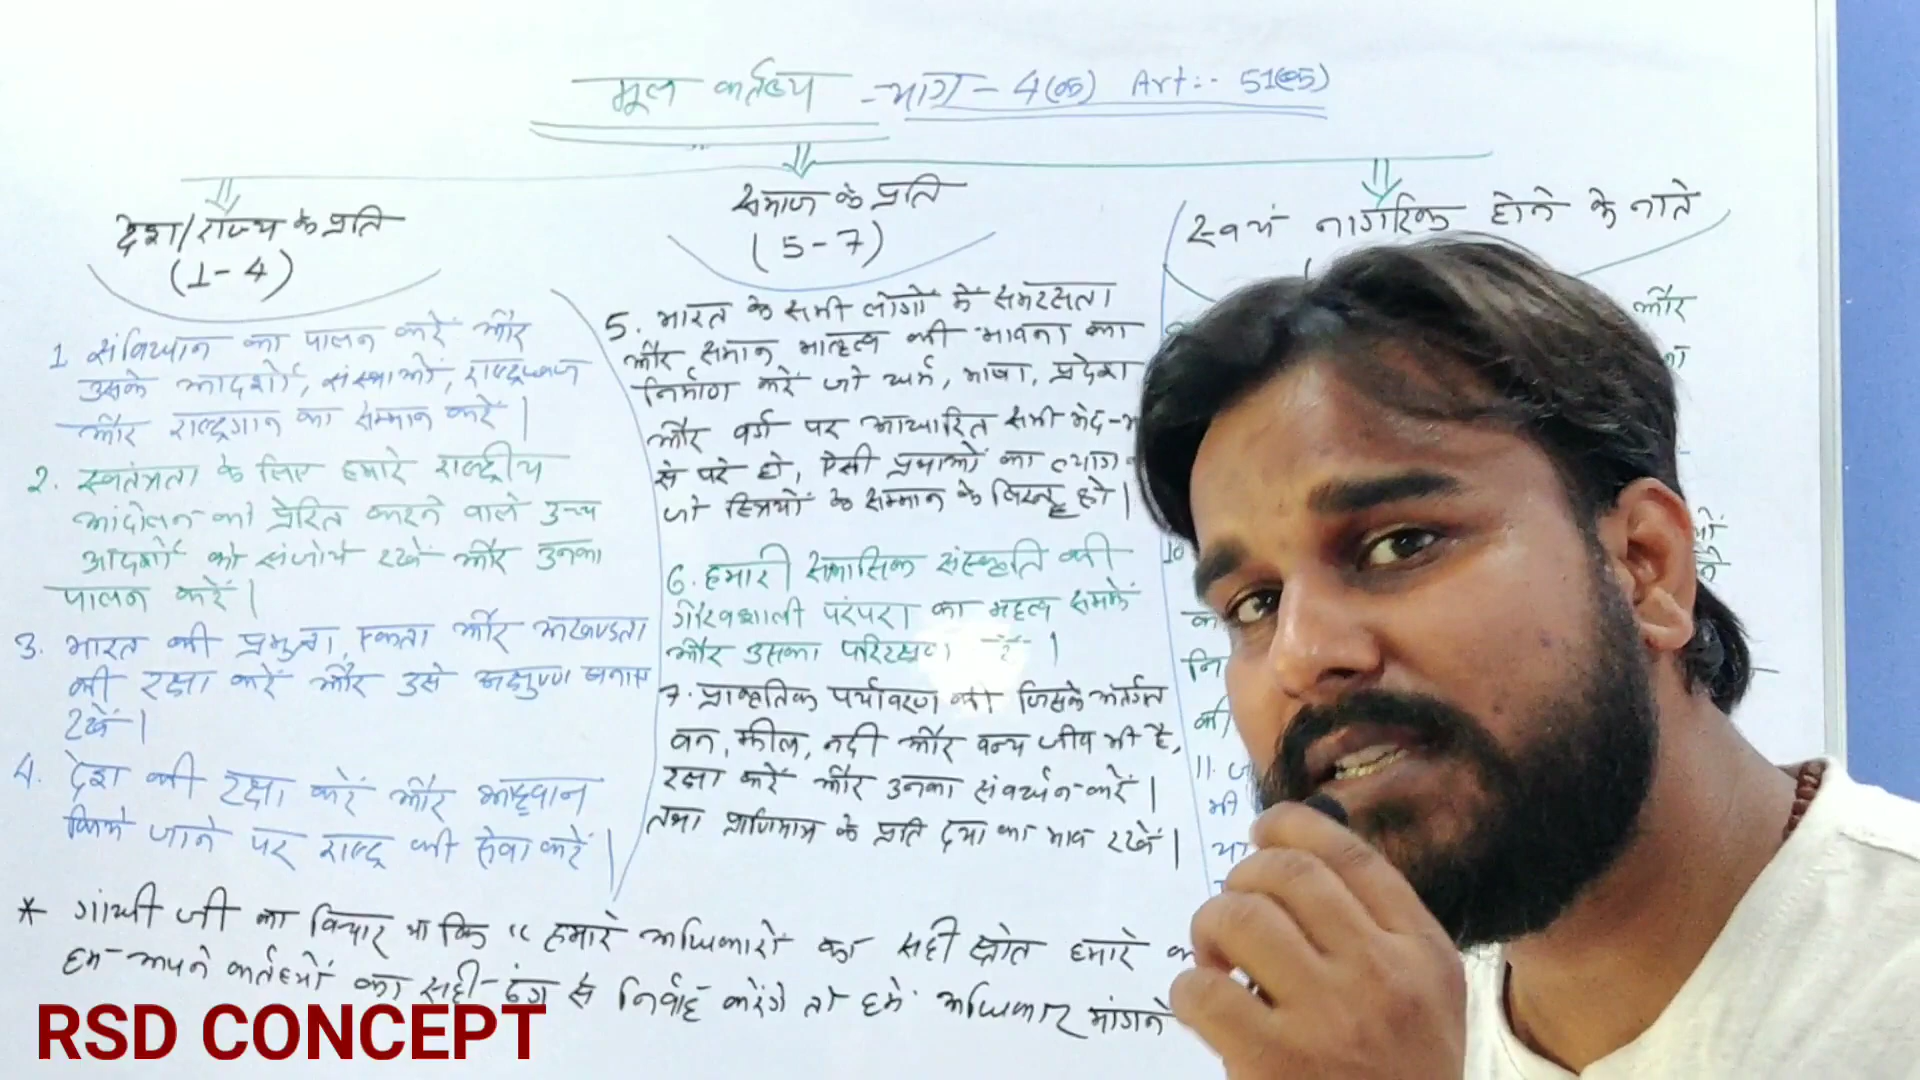 मूल कर्तव्य - भाग - 4(क) Art:- 51(क)
देश/राज्य के प्रति
(1-4)
1 संविधान का पालन करें और
उसके आदर्शों, संस्थाओं, राष्ट्रध्वज
और राष्ट्रगान का सम्मान करें।
2. स्वतंत्रता के लिए हमारे राष्ट्रीय
आंदोलन को प्रेरित करने वाले उच्च
आदर्शों को संजोये रखें और उनका
पालन करें।
3. भारत की प्रभुता, एकता और अखण्डता
की रक्षा करें और उसे अक्षुण्ण बनाए
रखें।
4. देश की रक्षा करें और आह्वान
किये जाने पर राष्ट्र की सेवा करें।
समाज के प्रति
(5-7)
5. भारत के सभी लोगों में समरसता
और समान भातृत्व की भावना का
निर्माण करें जो धर्म, भाषा, प्रदेश
और वर्ग पर आधारित सभी भेद-भ
से परे हो, ऐसी प्रथाओं का त्याग
जो स्त्रियों के सम्मान के विरुद्ध हो।
6. हमारी सामासिक संस्कृति की
गौरवशाली परंपरा का महत्व समझें
और उसका परिरक्षण रें।
7. प्राकृतिक पर्यावरण की जिसके अंतर्गत
वन, झील, नदी और वन्य जीव भी है,
रक्षा करें और उनका संवर्धन करें।
तथा प्राणिमात्र के प्रति दया का भाव रखें।
स्वयं नागरिक होने के नाते
और
10
क
नि
की
11. ज
भी
या
* गांधी जी का विचार था कि "हमारे अधिकारों का सही स्रोत हमारे क
हम अपने कर्तव्यों का सही ढंग से निर्वाह करेंगे तो हमें अधिकार मांगने
RSD CONCEPT